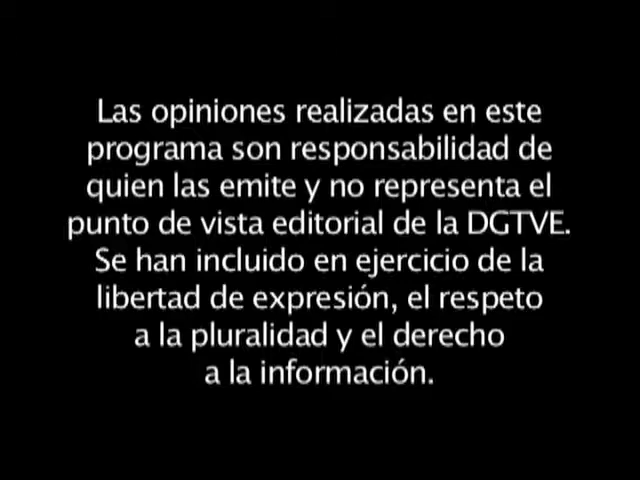 Las opiniones realizadas en este
programa son responsabilidad de
quien las emite y no representa el
punto de vista editorial de la DGTVE.
Se han incluido en ejercicio de la
libertad de expresión, el respeto
a la pluralidad y el derecho
a la información.